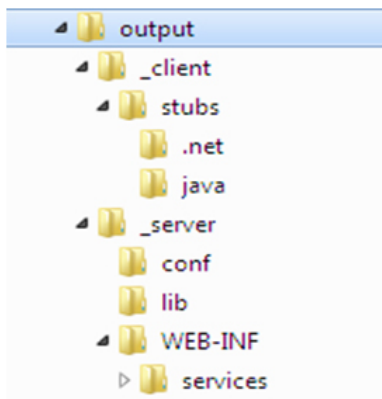 output
_client
stubs
.net
java
_server
conf
lib
WEB-INF
services